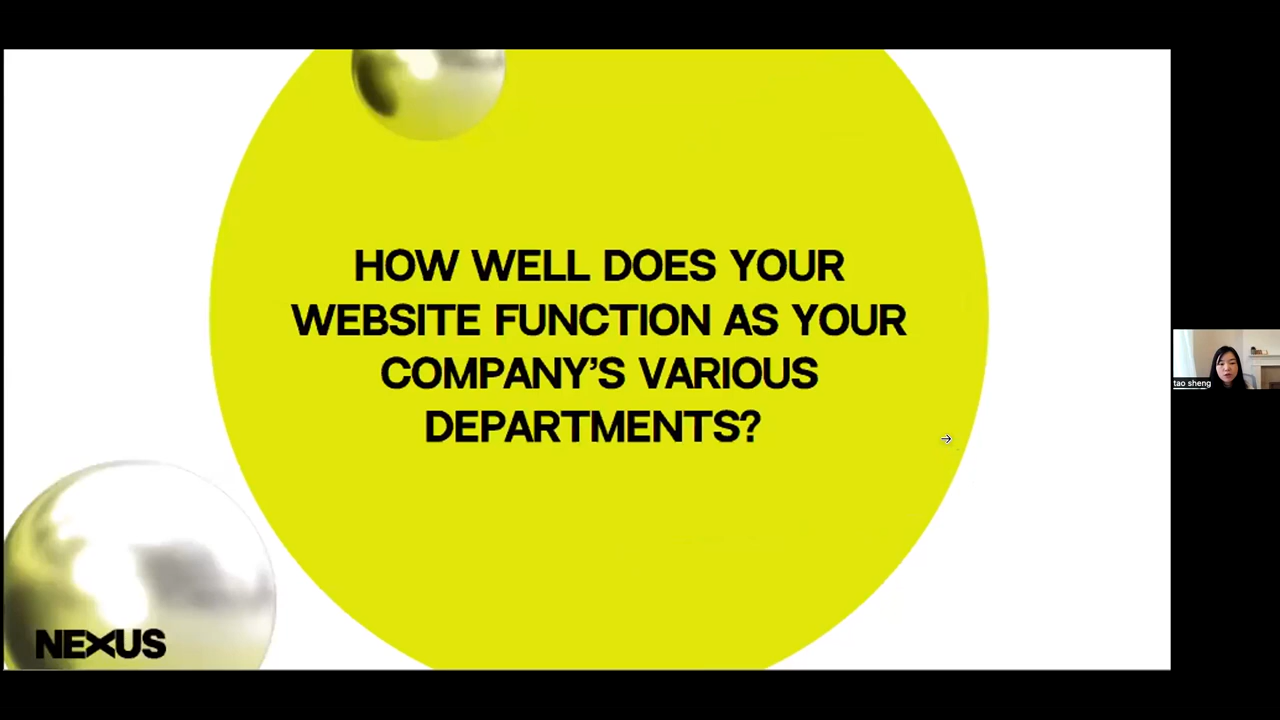 HOW WELL DOES YOUR
WEBSITE FUNCTION AS YOUR
COMPANY’S VARIOUS
DEPARTMENTS?
tao sheng
NEXUS